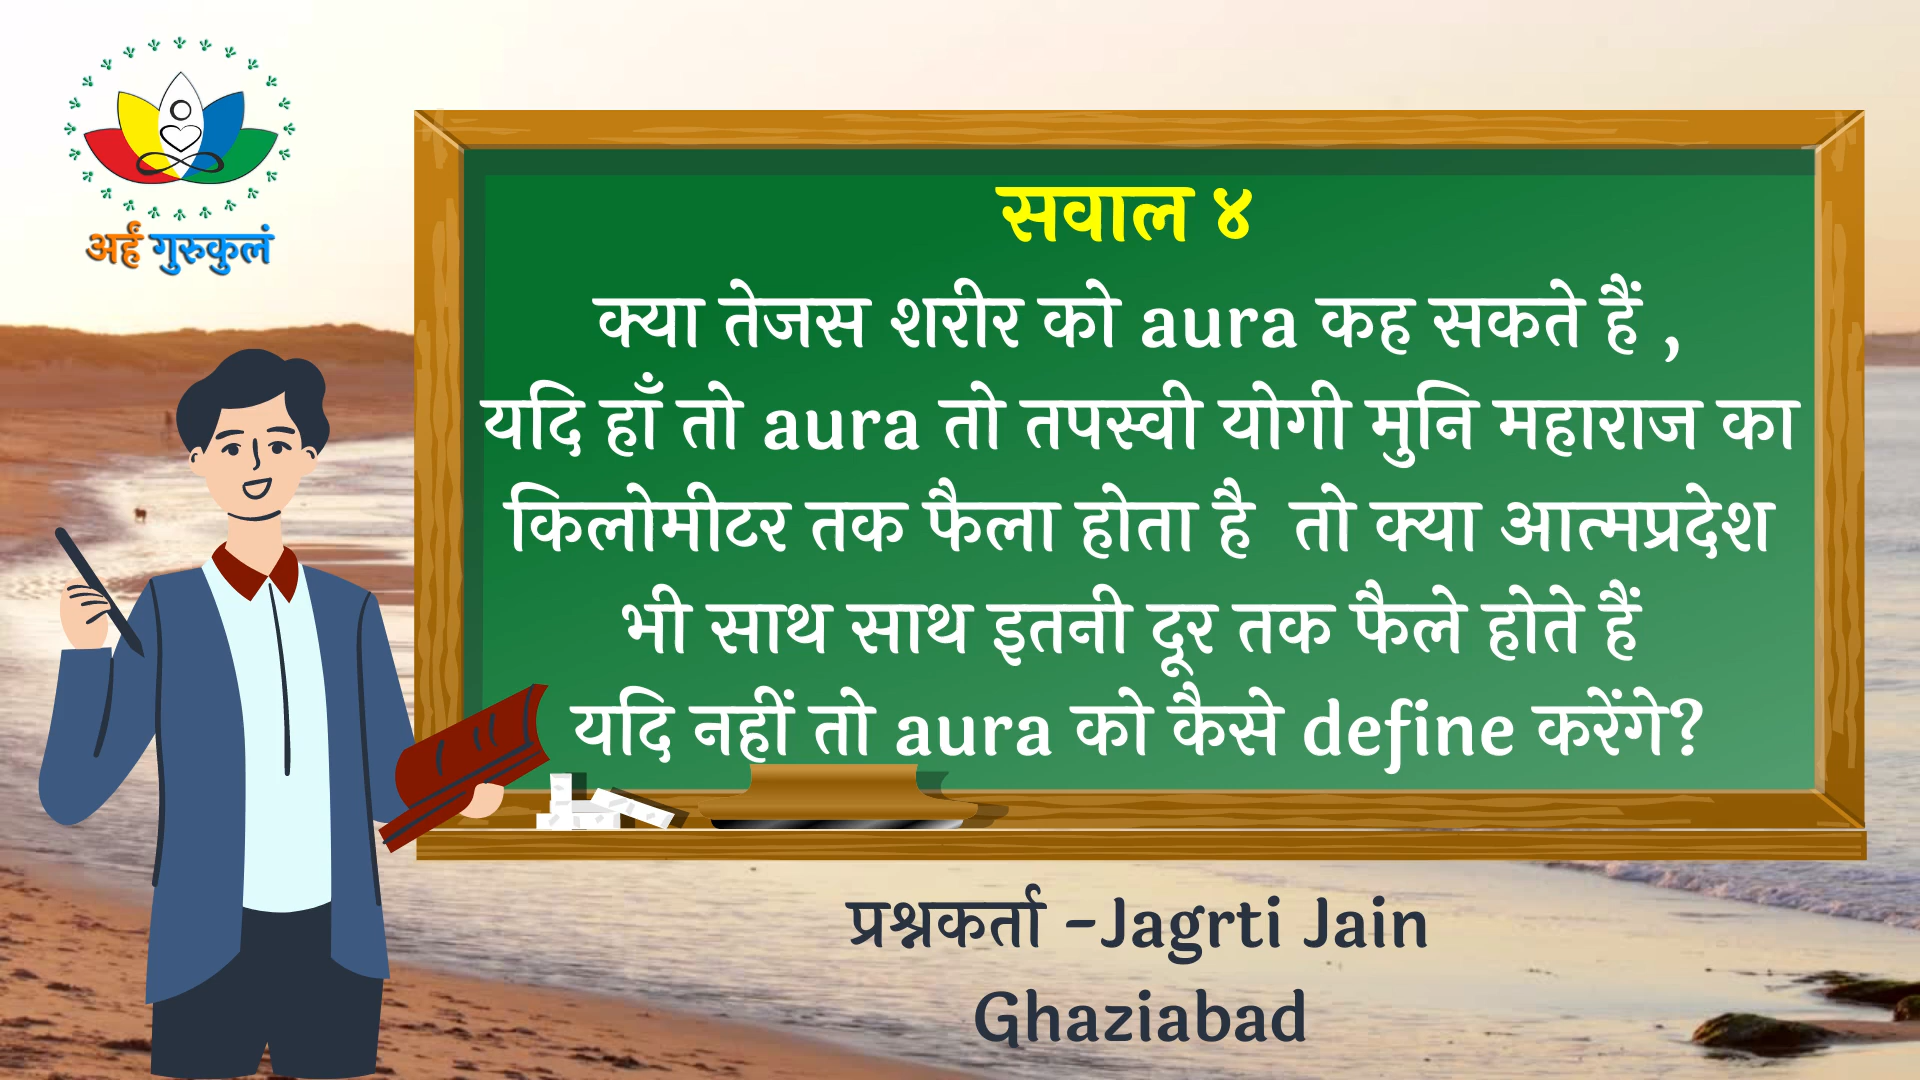 अर्हं गुरुकुलं
सवाल ४
क्या तेजस शरीर को aura कह सकते हैं ,
यदि हाँ तो aura तो तपस्वी योगी मुनि महाराज का
किलोमीटर तक फैला होता है तो क्या आत्मप्रदेश
भी साथ साथ इतनी दूर तक फैले होते हैं
यदि नहीं तो aura को कैसे define करेंगे?
प्रश्नकर्ता -Jagrti Jain
Ghaziabad